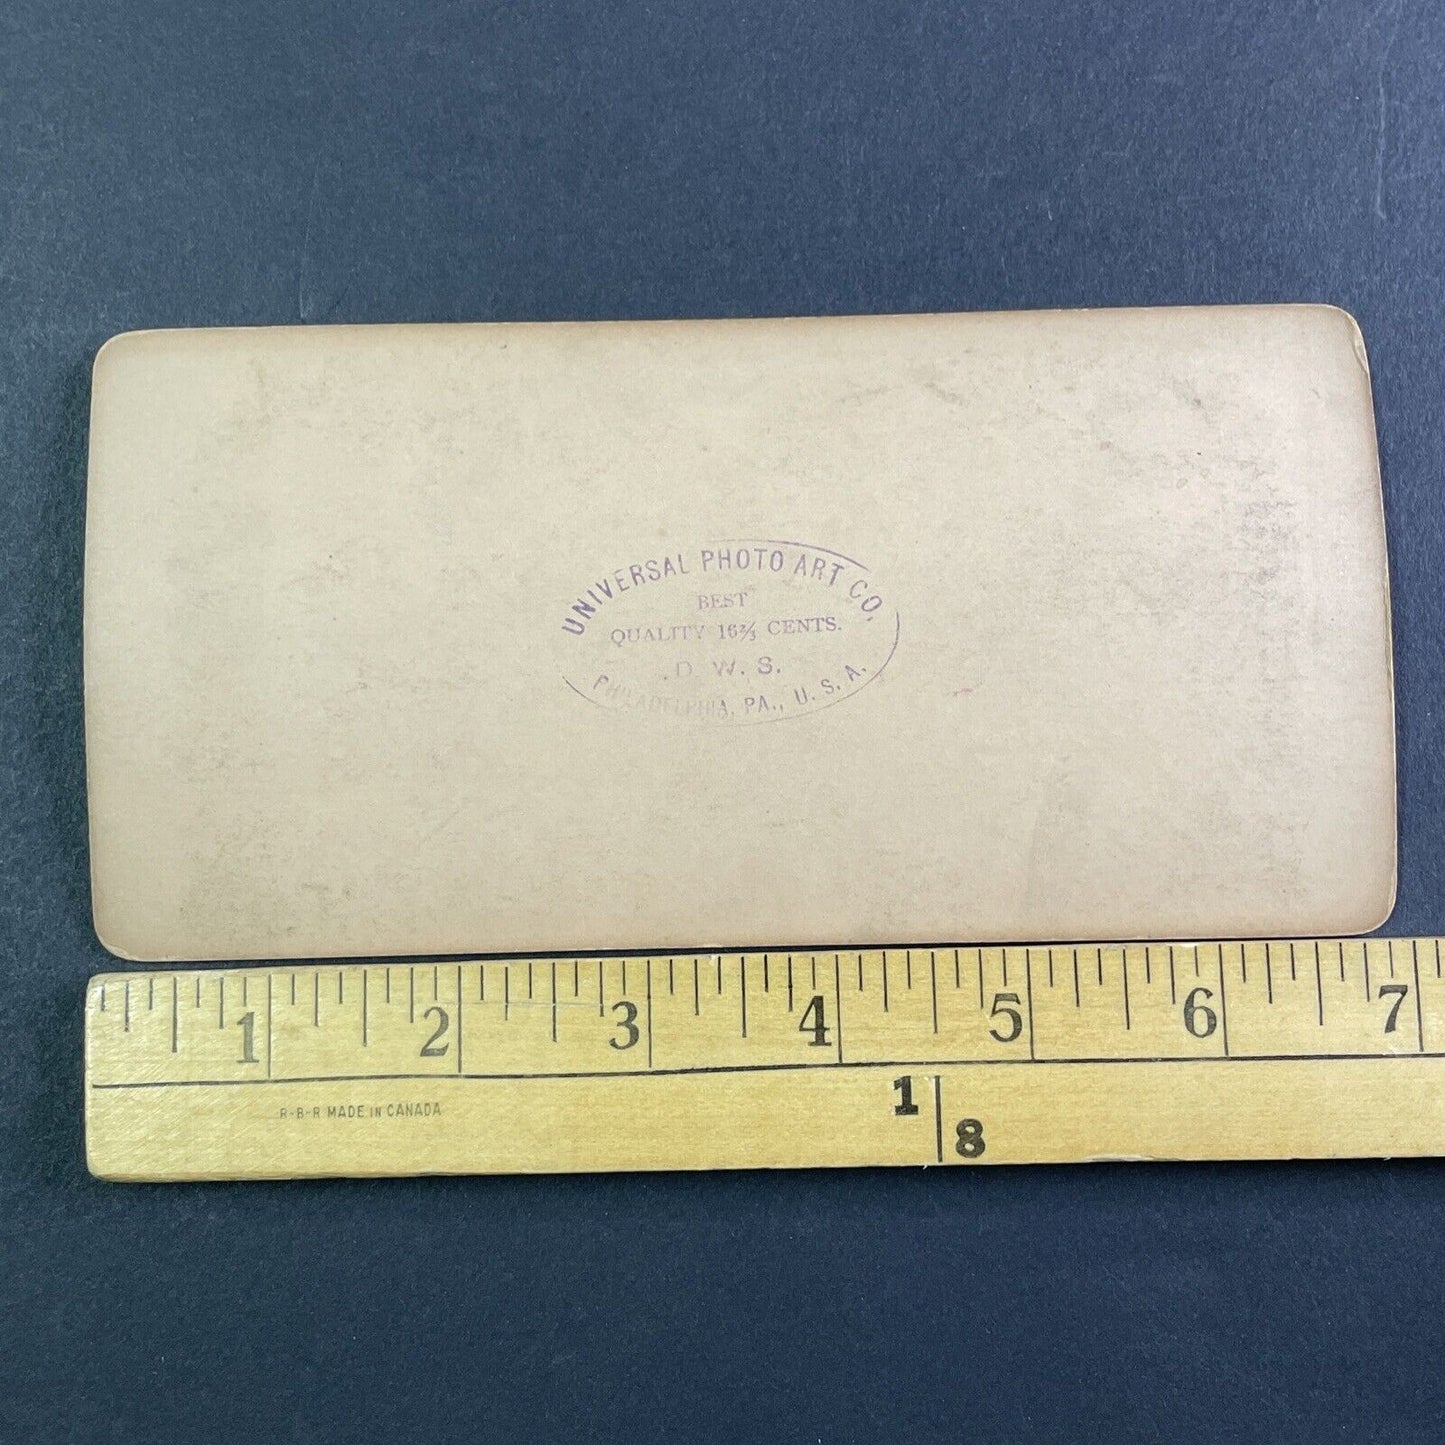 UNIVERSAL PHOTO ART CO.
BEST
QUALITY 16⅔ CENTS.
D. W. S.
PHILADELPHIA, PA., U. S. A.
1 2 3 4 5 6 7
R-B-R MADE IN CANADA
1
8